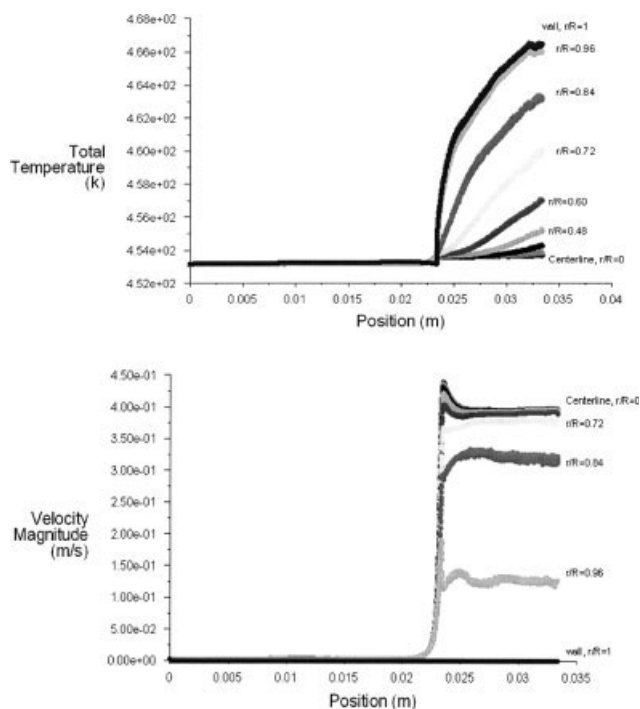 4.68e+02
wall, r/R=1
4.66e+02
r/R=0.96
4.64e+02
r/R=0.84
4.62e+02
Total
Temperature
(k)
4.60e+02
r/R=0.72
4.58e+02
4.56e+02
r/R=0.60
r/R=0.48
4.54e+02
Centerline, r/R=0
4.52e+02
0 0.005 0.01 0.015 0.02 0.025 0.03 0.035 0.04
Position (m)
4.50e-01
4.00e-01
Centerline, r/R=0
r/R=0.72
3.50e-01
3.00e-01
r/R=0.84
2.50e-01
Velocity
Magnitude
(m/s)
2.00e-01
1.50e-01
r/R=0.96
1.00e-01
5.00e-02
wall, r/R=1
0.00e+00
0 0.005 0.01 0.015 0.02 0.025 0.03 0.035
Position (m)